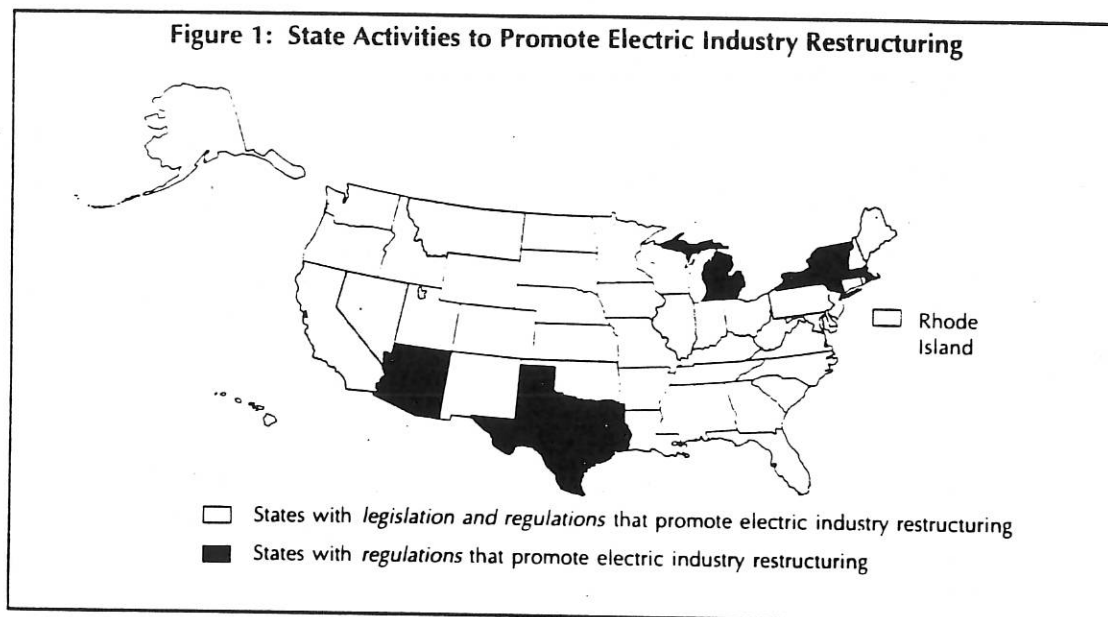 Figure 1: State Activities to Promote Electric Industry Restructuring
Rhode
Island
States with legislation and regulations that promote electric industry restructuring
States with regulations that promote electric industry restructuring